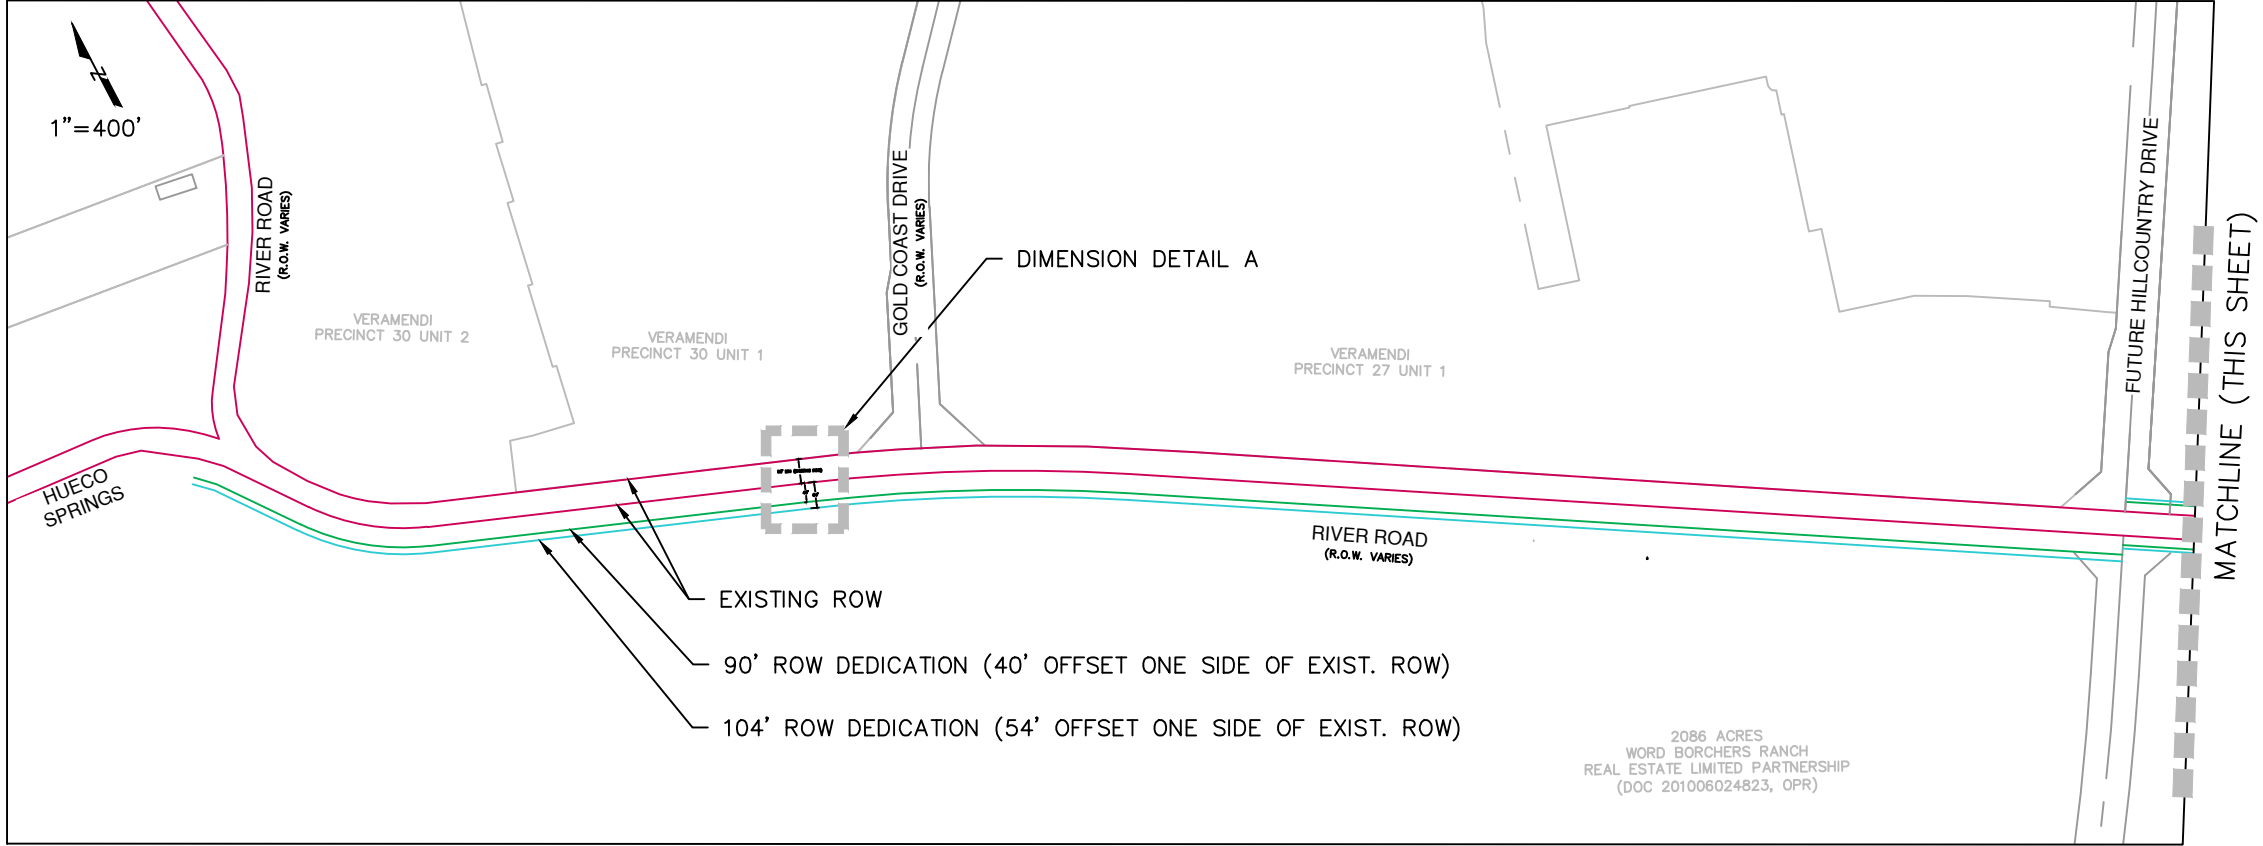 N
1”=400’
RIVER ROAD
(R.O.W. VARIES)
HUECO
SPRINGS
VERAMENDI
PRECINCT 30 UNIT 2
VERAMENDI
PRECINCT 30 UNIT 1
GOLD COAST DRIVE
(R.O.W. VARIES)
DIMENSION DETAIL A
VERAMENDI
PRECINCT 27 UNIT 1
FUTURE HILLCOUNTRY DRIVE
MATCHLINE (THIS SHEET)
RIVER ROAD
(R.O.W. VARIES)
EXISTING ROW
90’ ROW DEDICATION (40’ OFFSET ONE SIDE OF EXIST. ROW)
104’ ROW DEDICATION (54’ OFFSET ONE SIDE OF EXIST. ROW)
2086 ACRES
WORD BORCHERS RANCH
REAL ESTATE LIMITED PARTNERSHIP
(DOC 201006024823, OPR)